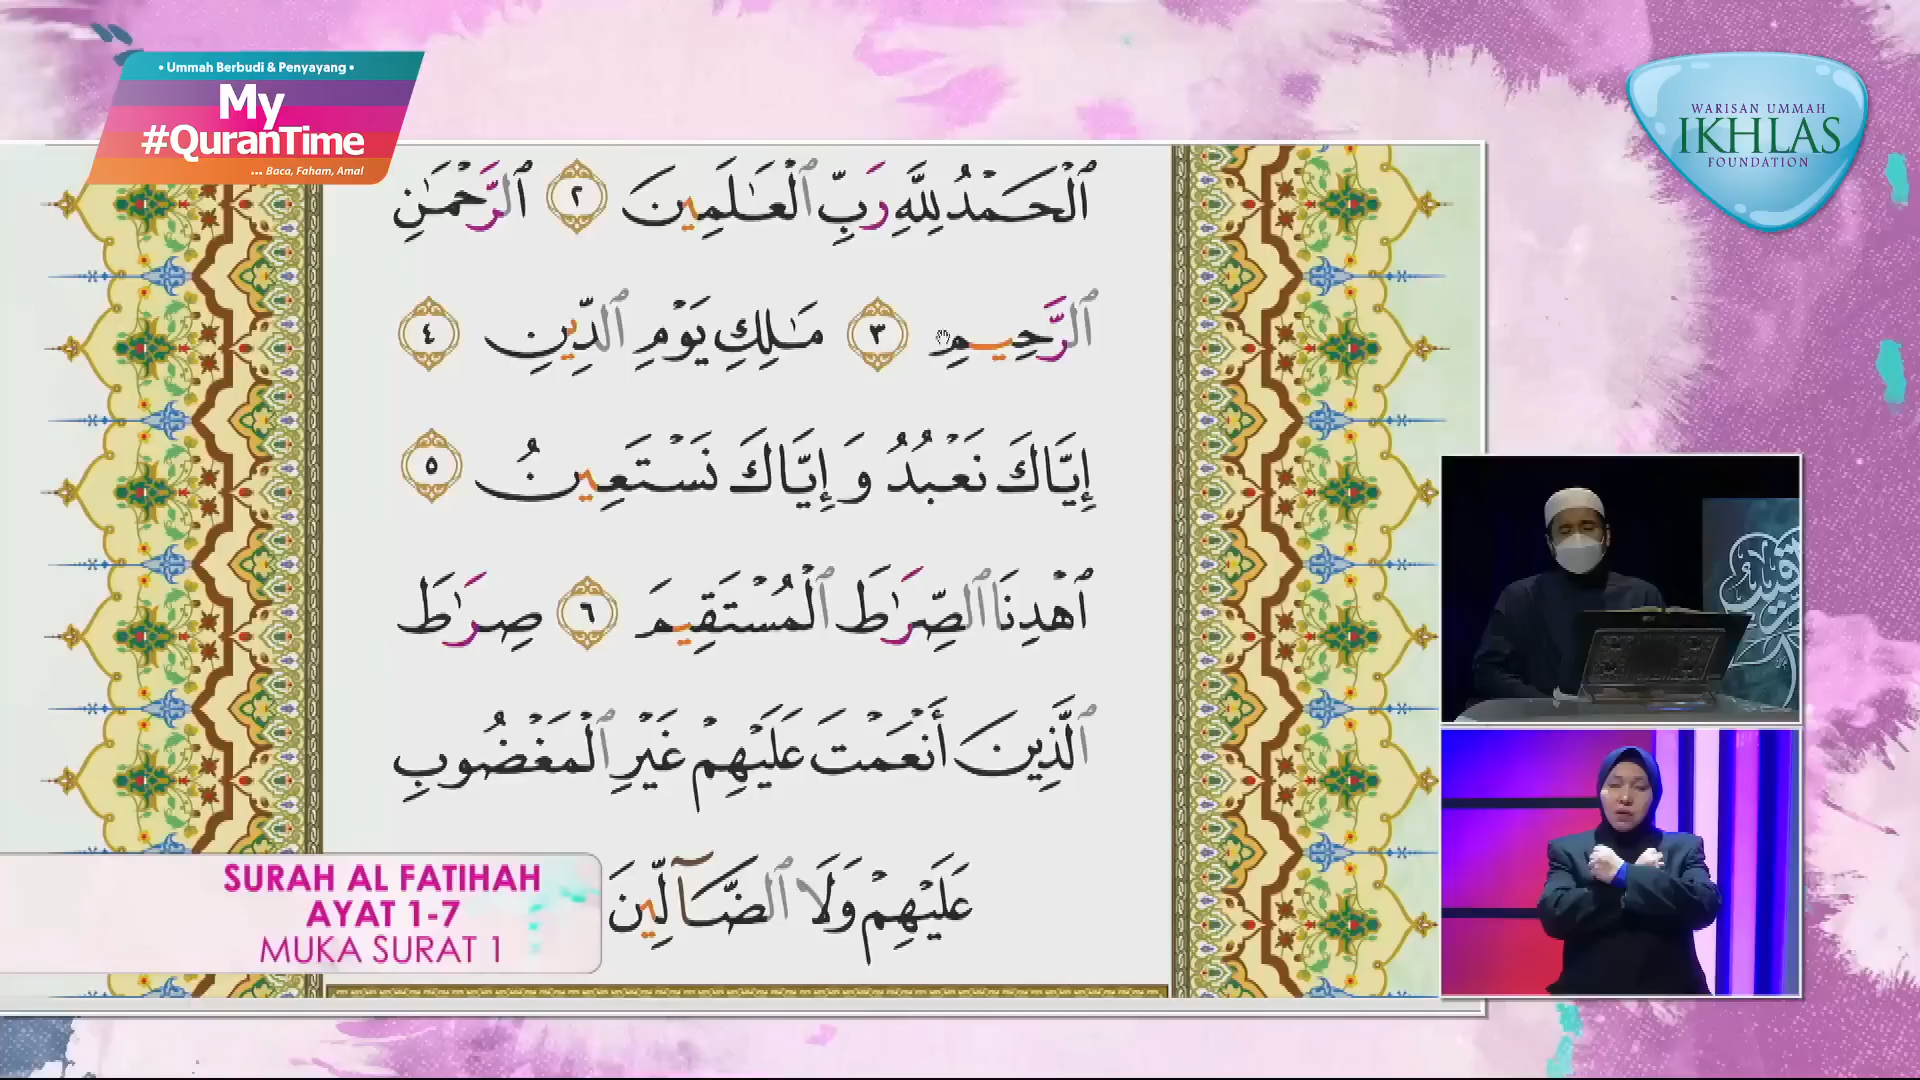 • Ummah Berbudi & Penyayang •
My
#QuranTime
... Baca, Faham, Amal
WARISAN UMMAH
IKHLAS
FOUNDATION
ٱلْحَمْدُ لِلَّهِ رَبِّ ٱلْعَـٰلَمِينَ ٢ ٱلرَّحْمَـٰنِ
ٱلرَّحِيمِ ٣ مَـٰلِكِ يَوْمِ ٱلدِّينِ ٤
إِيَّاكَ نَعْبُدُ وَإِيَّاكَ نَسْتَعِينُ ٥
ٱهْدِنَا ٱلصِّرَٰطَ ٱلْمُسْتَقِيمَ ٦ صِرَٰطَ
ٱلَّذِينَ أَنْعَمْتَ عَلَيْهِمْ غَيْرِ ٱلْمَغْضُوبِ
عَلَيْهِمْ وَلَا ٱلضَّآلِّينَ
SURAH AL FATIHAH
AYAT 1-7
MUKA SURAT 1